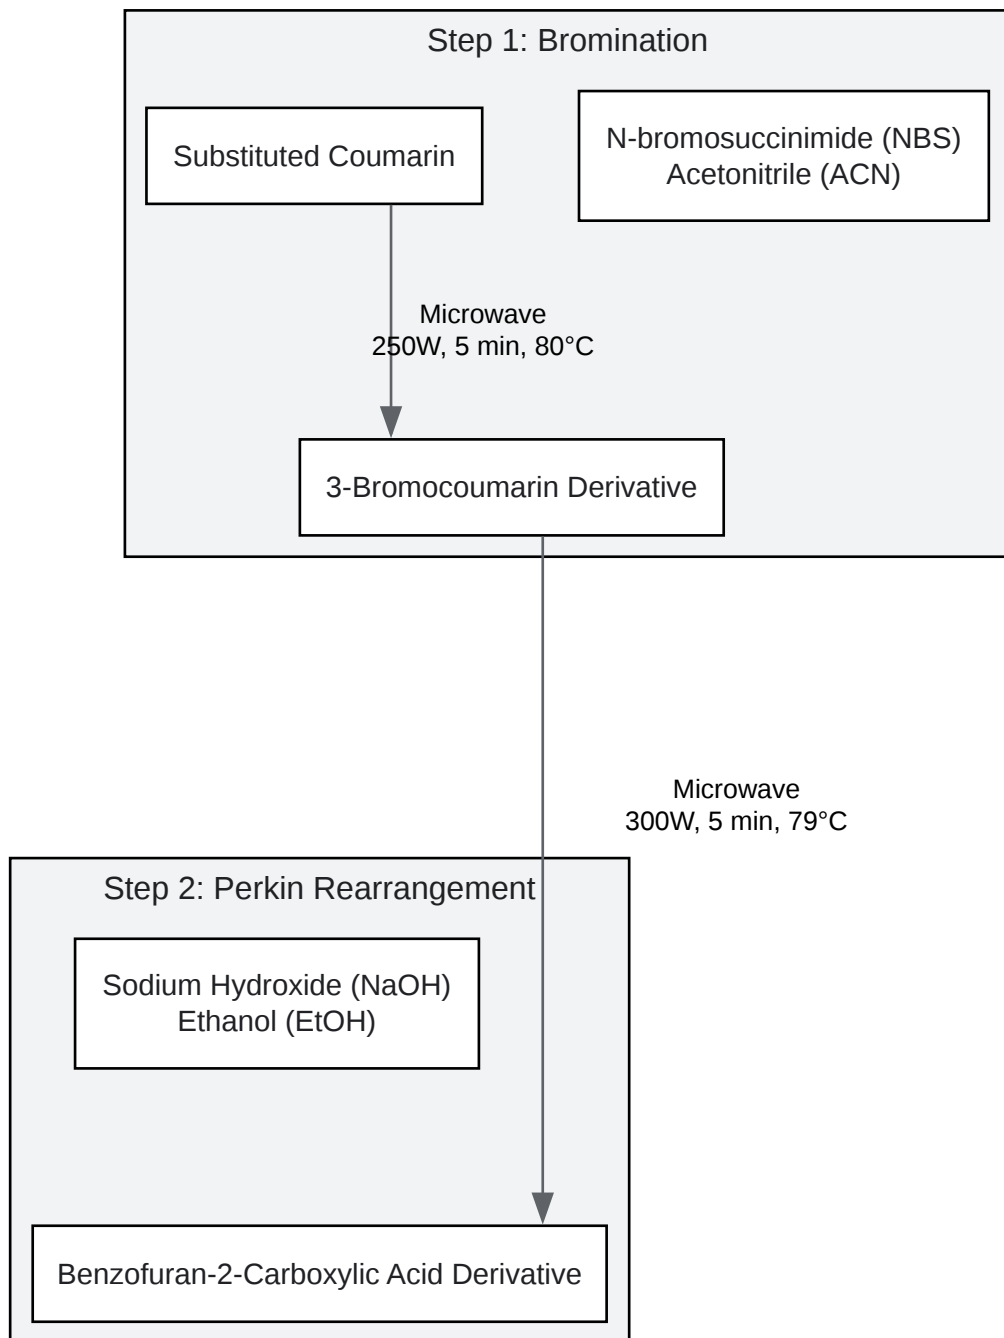 Step 1: Bromination
Substituted Coumarin
N-bromosuccinimide (NBS)
Acetonitrile (ACN)
Microwave
250W, 5 min, 80°C
3-Bromocoumarin Derivative
Microwave
300W, 5 min, 79°C
Step 2: Perkin Rearrangement
Sodium Hydroxide (NaOH)
Ethanol (EtOH)
Benzofuran-2-Carboxylic Acid Derivative